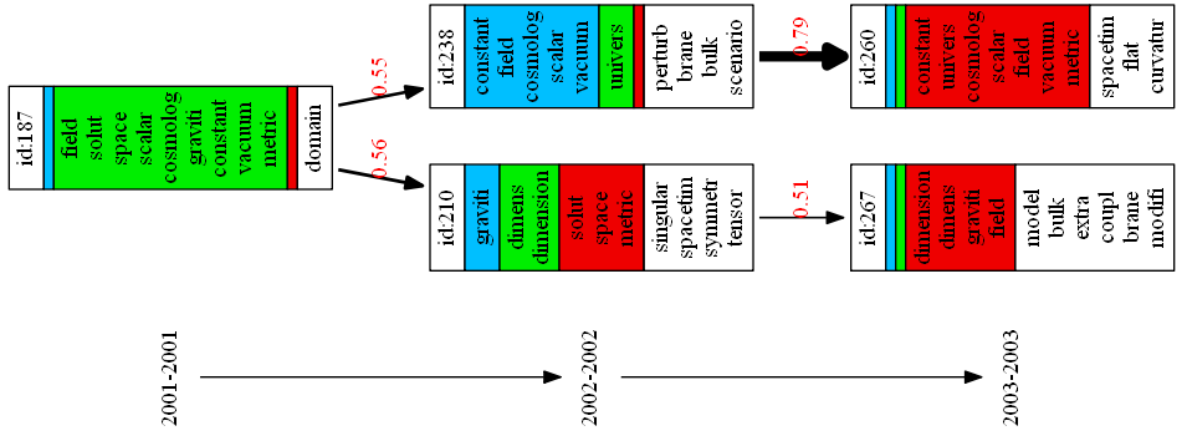 id:187
field
solut
space
scalar
cosmolog
graviti
constant
vacuum
metric
domain
0.55
0.56
id:238
constant
field
cosmolog
scalar
vacuum
univers
perturb
brane
bulk
scenario
0.79
id:210
graviti
dimens
dimension
solut
space
metric
singular
spacetim
symmetr
tensor
0.51
id:260
constant
univers
cosmolog
scalar
field
vacuum
metric
spacetim
flat
curvatur
id:267
dimension
dimens
graviti
field
model
bulk
extra
coupl
brane
modifi
2001-2001
2002-2002
2003-2003